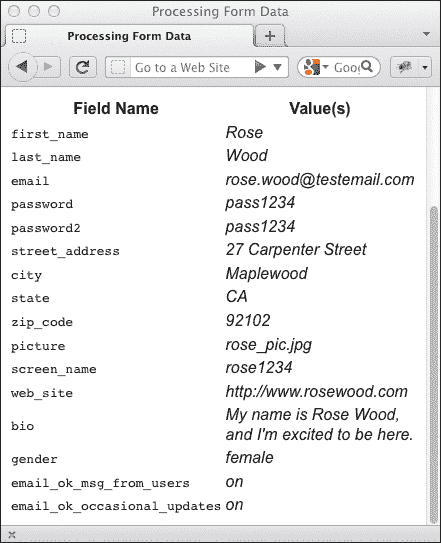 Processing Form Data
Processing Form Data
Go to a Web Site
Goo
Field Name Value(s)
first_name Rose
last_name Wood
email rose.wood@testemail.com
password pass1234
password2 pass1234
street_address 27 Carpenter Street
city Maplewood
state CA
zip_code 92102
picture rose_pic.jpg
screen_name rose1234
web_site http://www.rosewood.com
bio My name is Rose Wood,
and I'm excited to be here.
gender female
email_ok_msg_from_users on
email_ok_occasional_updates on